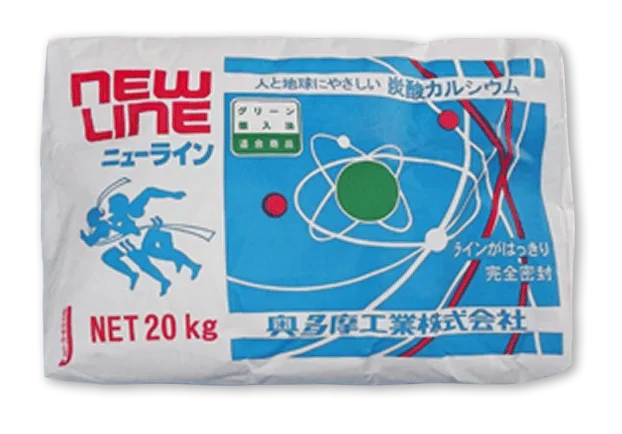 NEW
LINE
ニューライン
NET 20 kg
人と地球にやさしい 炭酸カルシウム
グリーン
購入法
適合商品
ラインがはっきり
完全密封
奥多摩工業株式会社